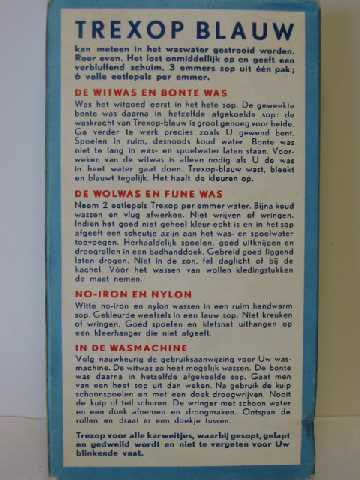 TREXOP BLAUW
kan meteen in het waswater gestrooid worden.
Roer even. Het lost onmiddellijk op en geeft een
verbluffend schuim. 3 emmers sop uit één pak;
6 volle eetlepels per emmer.
DE WITWAS EN BONTE WAS
Was het witgoed eerst in het hete sop. De geweekte
bonte was daarna in hetzelfde afgekoelde sop: de
waskracht van Trexop-Blauw is groot genoeg voor beide.
Ga verder te werk precies zoals U gewend bent.
Spoelen in ruim, desnoods koud water. Bonte was
niet te lang in was- en spoelwater laten staan. Voor-
weken van de witwas is alleen nodig als U de was
in heet water gaat doen. Trexop-Blauw wast, bleekt
en blauwt tegelijk. Het haalt de kleuren op.
DE WOLWAS EN FIJNE WAS
Neem 2 eetlepels Trexop per emmer water. Bijna koud
wassen en vlug afwerken. Niet wrijven of wringen.
Indien het goed niet geheel kleurecht is en in het sop
afgeeft een scheutje azijn aan het was- en spoelwater
toevoegen. Herhaaldelijk spoelen, goed uitknijpen en
droogrollen in een badhanddoek. Gebreid goed liggend
laten drogen. Niet in de zon, fel daglicht of bij de
kachel. Vóór het wassen van wollen kledingstukken
de maat nemen.
NO-IRON EN NYLON
Witte no-iron en nylon wassen in een ruim handwarm
sop. Gekleurde weefsels in een lauw sop. Niet kreuken
of wringen. Goed spoelen en kletsnat uithangen op
een kleerhanger die niet afgeeft.
IN DE WASMACHINE
Volg nauwkeurig de gebruiksaanwijzing voor Uw was-
machine. De witwas zo heet mogelijk wassen. De bonte
was daarna in hetzelfde afgekoelde sop. Gaat men
van een heet sop uit dan weken. Na gebruik de kuip
schoonspoelen en met een doek droogwrijven. Nooit
de kuip of teil schuren. De wringer met schoon water
en een doek afnemen en droogmaken. Ontspan de
rollen en draai er een doekje tussen.
Trexop voor alle karweitjes, waarbij gesopt, gelapt
en gedweild wordt en niet te vergeten voor Uw
blinkende vaat.